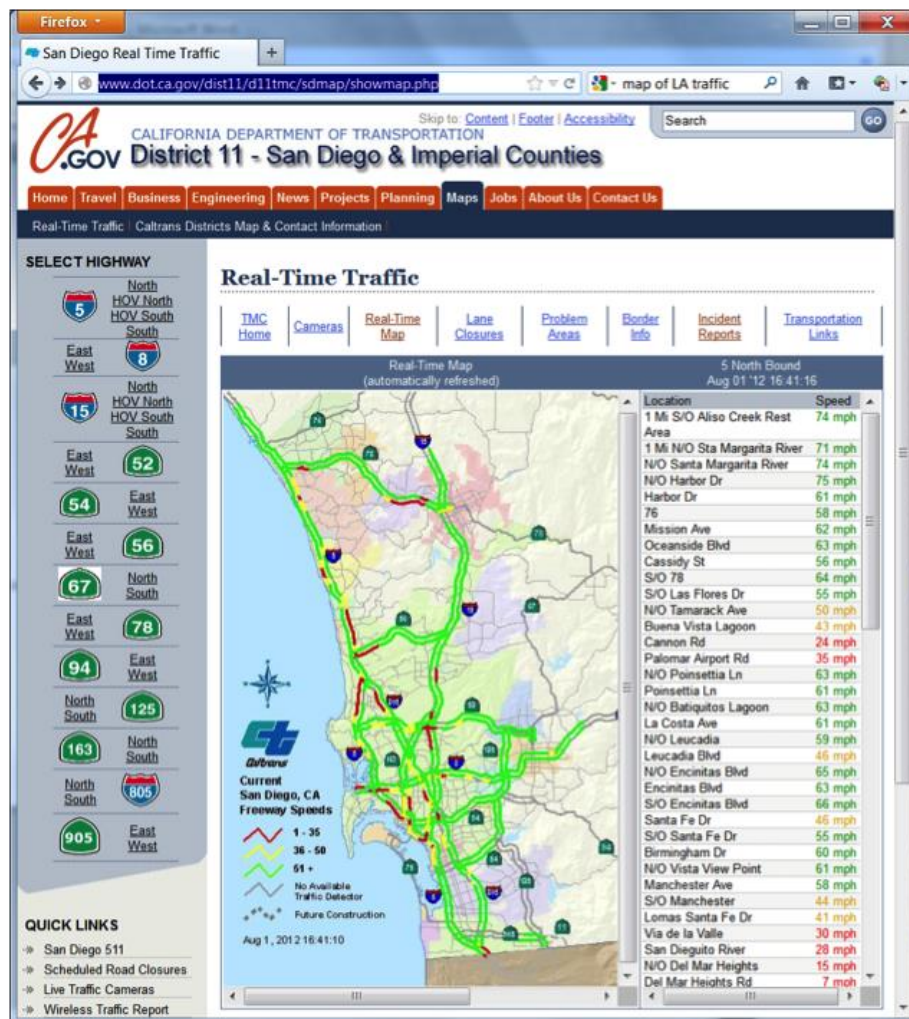 Firefox
San Diego Real Time Traffic
www.dot.ca.gov/dist11/d11tmc/sdmap/showmap.php
map of LA traffic
Skip to: Content | Footer | Accessibility
Search
GO
CA.GOV
CALIFORNIA DEPARTMENT OF TRANSPORTATION
District 11 - San Diego & Imperial Counties
Home Travel Business Engineering News Projects Planning Maps Jobs About Us Contact Us
Real-Time Traffic | Caltrans Districts Map & Contact Information
SELECT HIGHWAY
5
North
HOV North
HOV South
South
East
West
8
15
North
HOV North
HOV South
South
East
West
52
54
East
West
East
West
56
67
North
South
East
West
78
94
East
West
North
South
125
163
North
South
North
South
805
905
East
West
QUICK LINKS
San Diego 511
Scheduled Road Closures
Live Traffic Cameras
Wireless Traffic Report
Real-Time Traffic
TMC Home
Cameras
Real-Time Map
Lane Closures
Problem Areas
Border Info
Incident Reports
Transportation Links
Real-Time Map
(automatically refreshed)
Caltrans
Current
San Diego, CA
Freeway Speeds
1 - 35
36 - 50
51 +
No Available
Traffic Detector
Future Construction
Aug 1, 2012 16:41:10
5 North Bound
Aug 01 '12 16:41:16
Location Speed
1 Mi S/O Aliso Creek Rest Area 74 mph
1 Mi N/O Sta Margarita River 71 mph
N/O Santa Margarita River 74 mph
N/O Harbor Dr 75 mph
Harbor Dr 61 mph
76 58 mph
Mission Ave 62 mph
Oceanside Blvd 63 mph
Cassidy St 56 mph
S/O 78 64 mph
S/O Las Flores Dr 55 mph
N/O Tamarack Ave 50 mph
Buena Vista Lagoon 43 mph
Cannon Rd 24 mph
Palomar Airport Rd 35 mph
N/O Poinsettia Ln 63 mph
Poinsettia Ln 61 mph
N/O Batiquitos Lagoon 63 mph
La Costa Ave 61 mph
N/O Leucadia 59 mph
Leucadia Blvd 46 mph
N/O Encinitas Blvd 65 mph
Encinitas Blvd 63 mph
S/O Encinitas Blvd 66 mph
Santa Fe Dr 46 mph
S/O Santa Fe Dr 55 mph
Birmingham Dr 60 mph
N/O Vista View Point 61 mph
Manchester Ave 58 mph
S/O Manchester 44 mph
Lomas Santa Fe Dr 41 mph
Via de la Valle 30 mph
San Dieguito River 28 mph
N/O Del Mar Heights 15 mph
Del Mar Heights Rd 7 mph